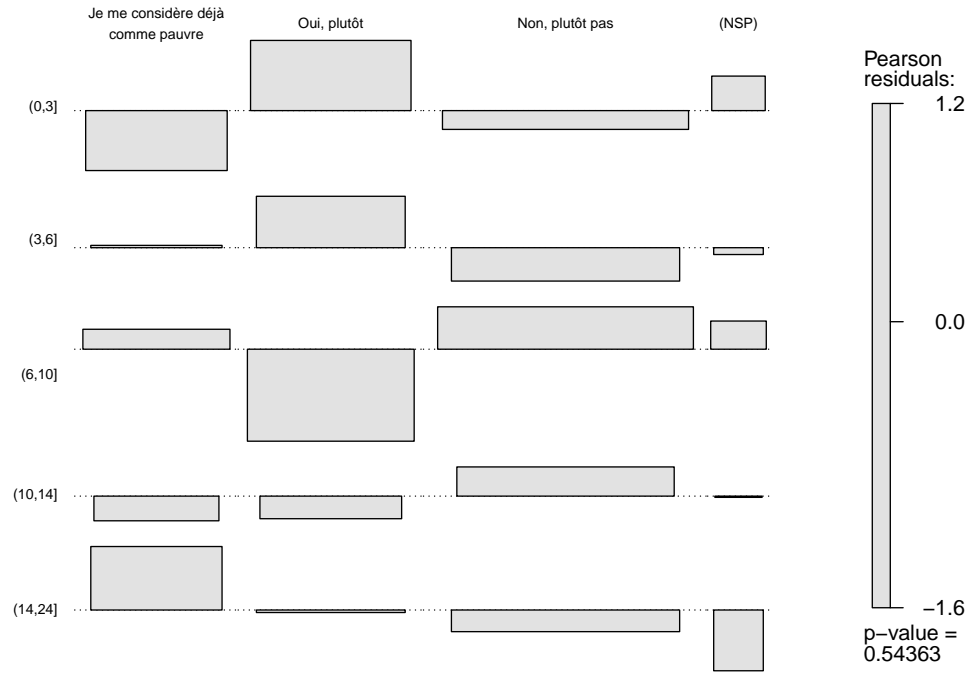 Je me considère déjà
comme pauvre
Oui, plutôt
Non, plutôt pas
(NSP)
(0,3]
(3,6]
(6,10]
(10,14]
(14,24]
Pearson
residuals:
1.2
0.0
−1.6
p−value =
0.54363